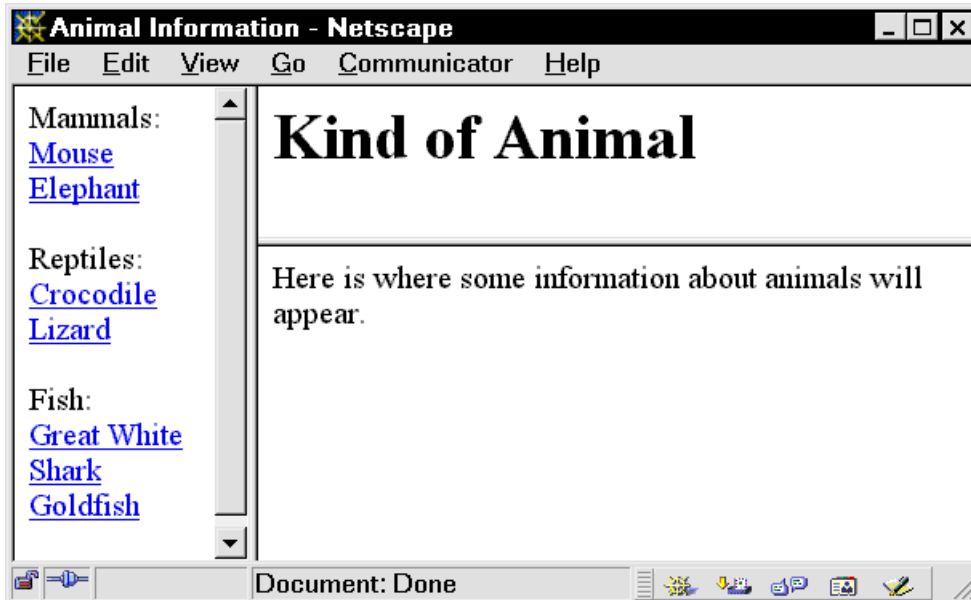 Animal Information - Netscape
File Edit View Go Communicator Help
Mammals:
Mouse
Elephant
Reptiles:
Crocodile
Lizard
Fish:
Great White
Shark
Goldfish
Kind of Animal
Here is where some information about animals will
appear.
Document: Done